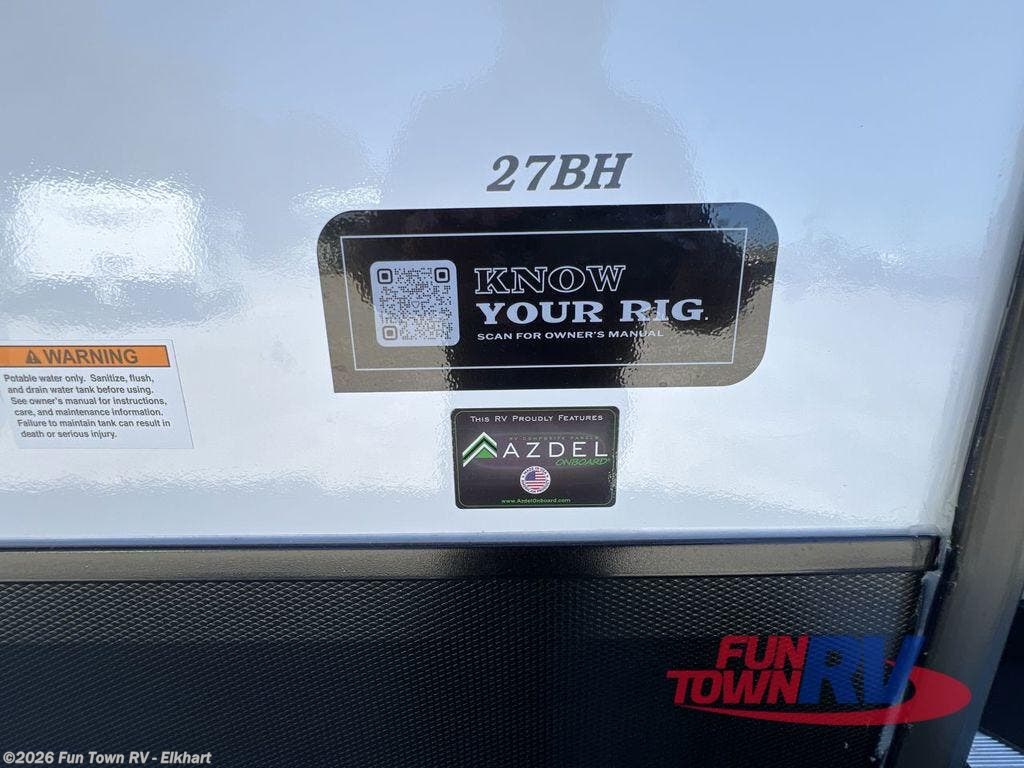 27BH
KNOW
YOUR RIG.
SCAN FOR OWNER'S MANUAL
WARNING
Potable water only. Sanitize, flush,
and drain water tank before using.
See owner's manual for instructions,
care, and maintenance information.
Failure to maintain tank can result in
death or serious injury.
THIS RV PROUDLY FEATURES
RV COMPOSITE PANELS
AZDEL
ONBOARD®
www.AzdelOnboard.com
FUN
TOWN
RV
©2026 Fun Town RV - Elkhart